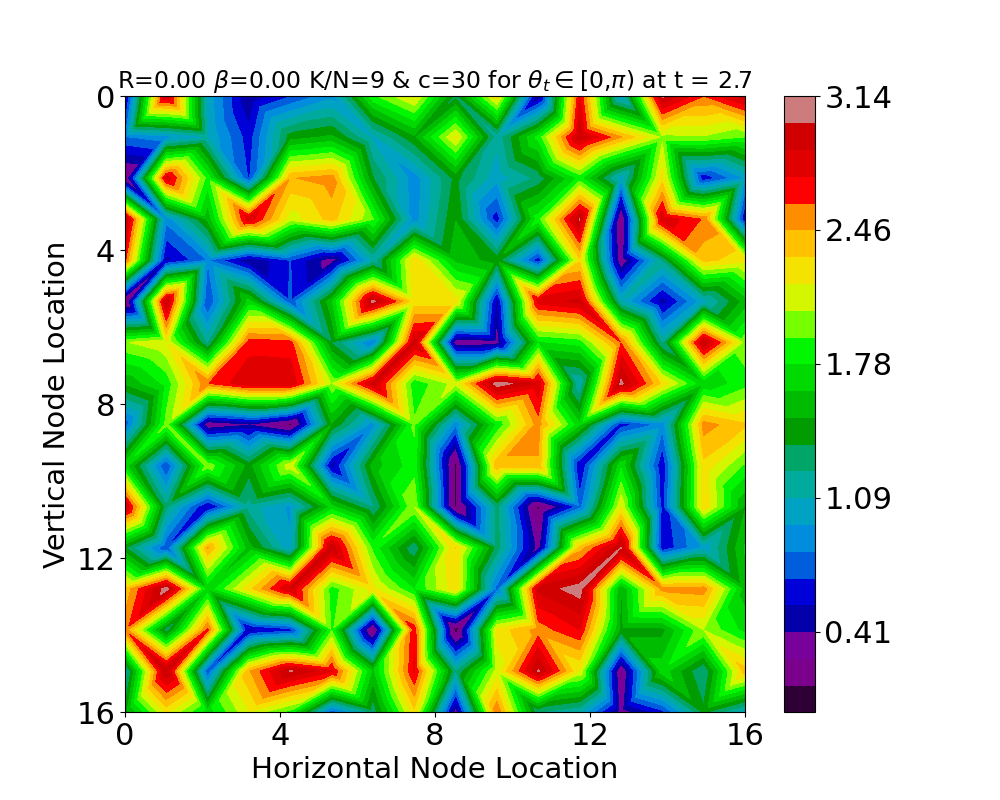 R=0.00 β=0.00 K/N=9 & c=30 for θ_t ∈ [0,π) at t = 2.7
0
4
8
12
16
Vertical Node Location
0 4 8 12 16
Horizontal Node Location
3.14
2.46
1.78
1.09
0.41